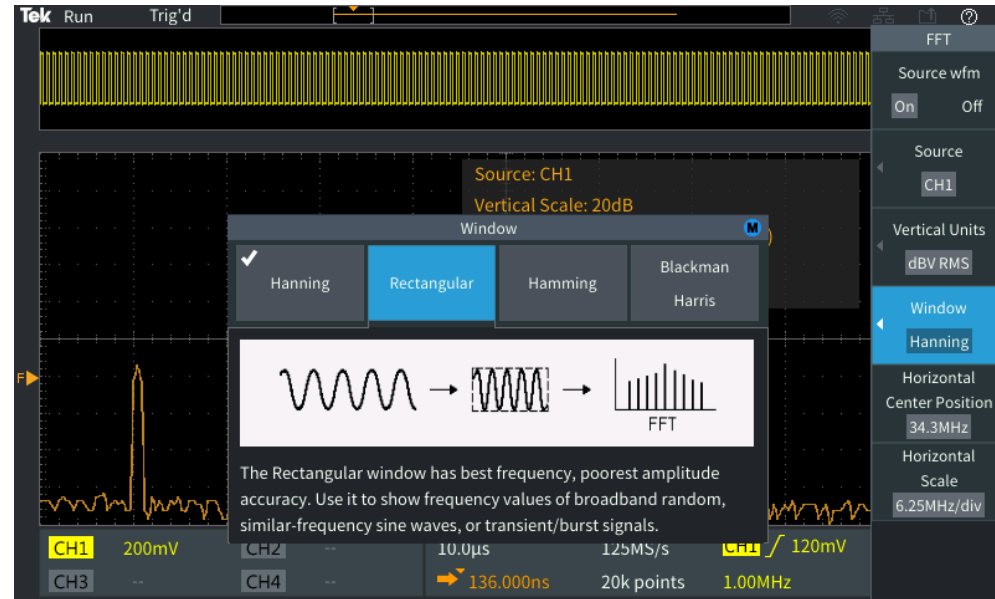 Tek Run Trig'd
FFT
Source wfm
On Off
Source
CH1
Vertical Units
dBV RMS
Window
Hanning
Horizontal
Center Position
34.3MHz
Horizontal
Scale
6.25MHz/div
Source: CH1
Vertical Scale: 20dB
)
Window M
Hanning Rectangular Hamming Blackman
Harris
FFT
The Rectangular window has best frequency, poorest amplitude
accuracy. Use it to show frequency values of broadband random,
similar-frequency sine waves, or transient/burst signals.
F
CH1 200mV CH2 -- 10.0µs 125MS/s CH1 120mV
CH3 -- CH4 -- 136.000ns 20k points 1.00MHz